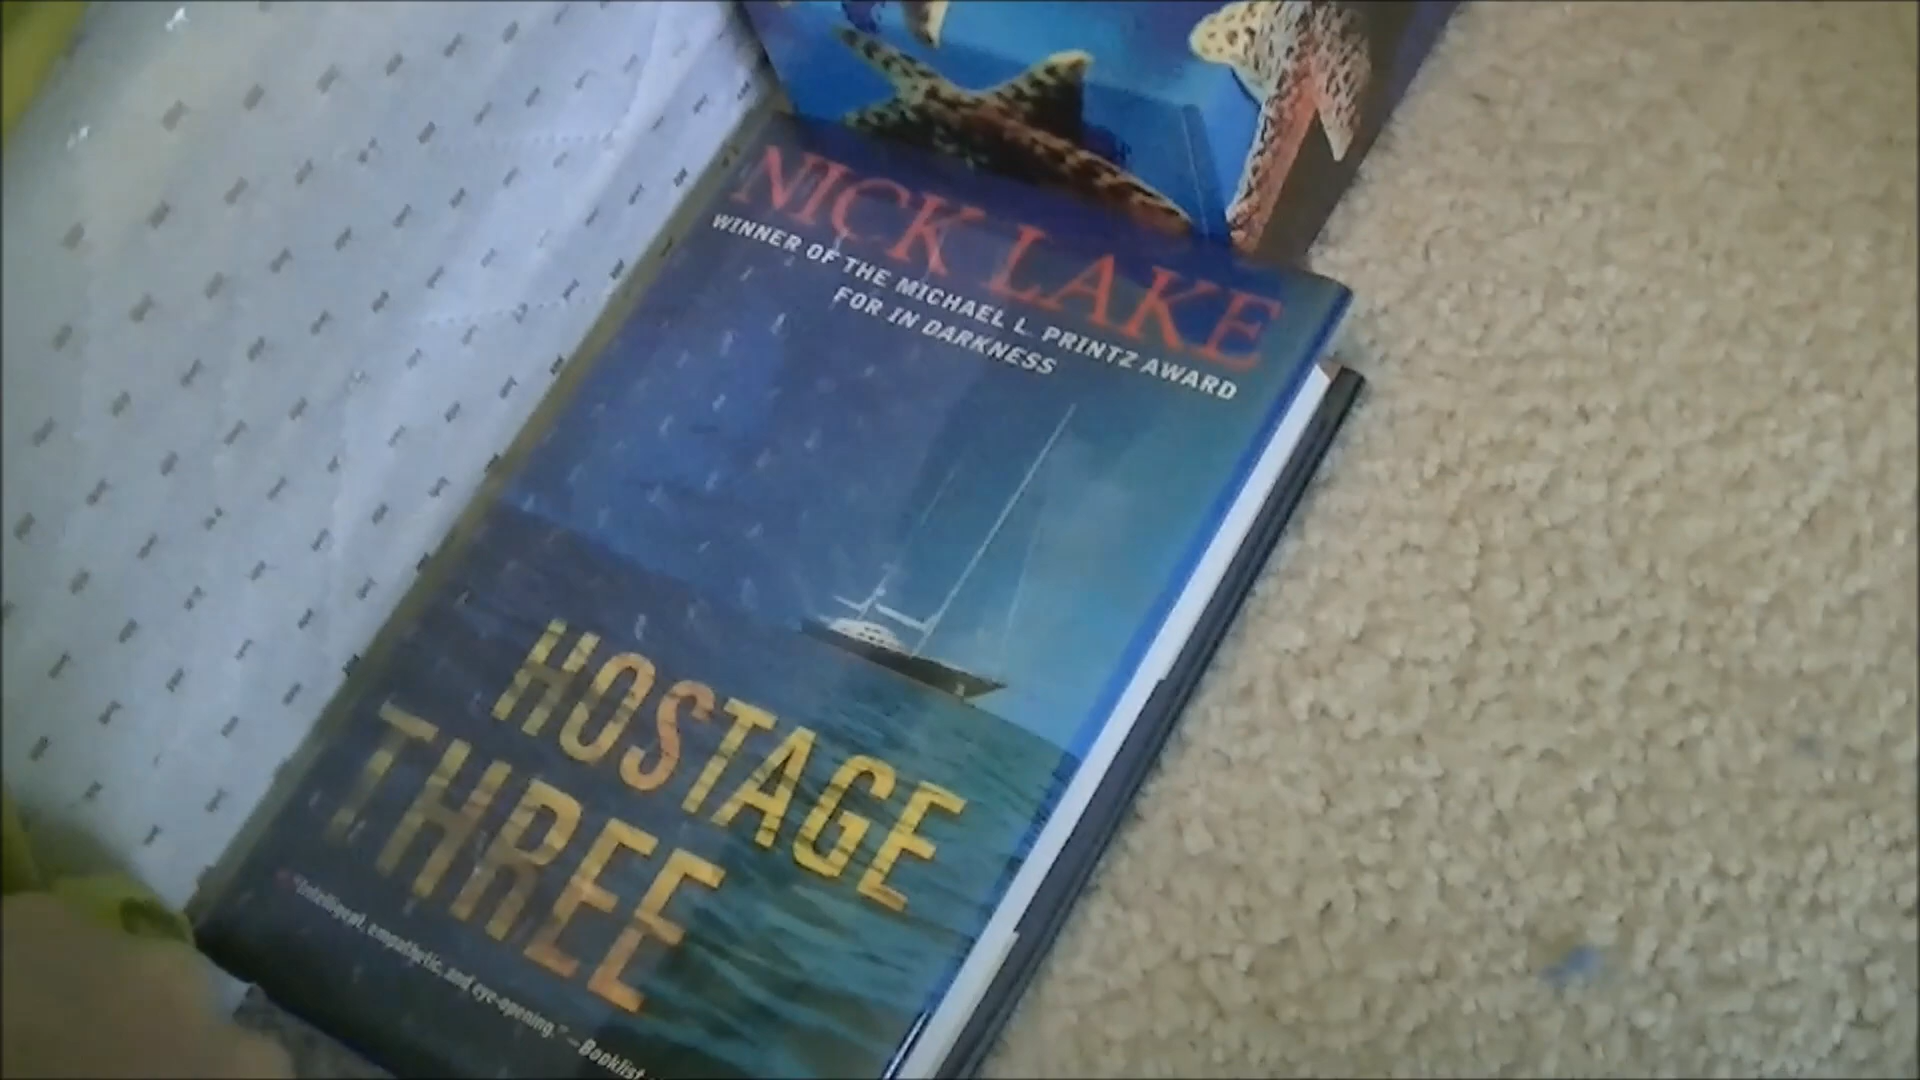 NICK LAKE
WINNER OF THE MICHAEL L. PRINTZ AWARD
FOR IN DARKNESS
HOSTAGE
THREE
"Intelligent, empathetic, and eye-opening." –Booklist